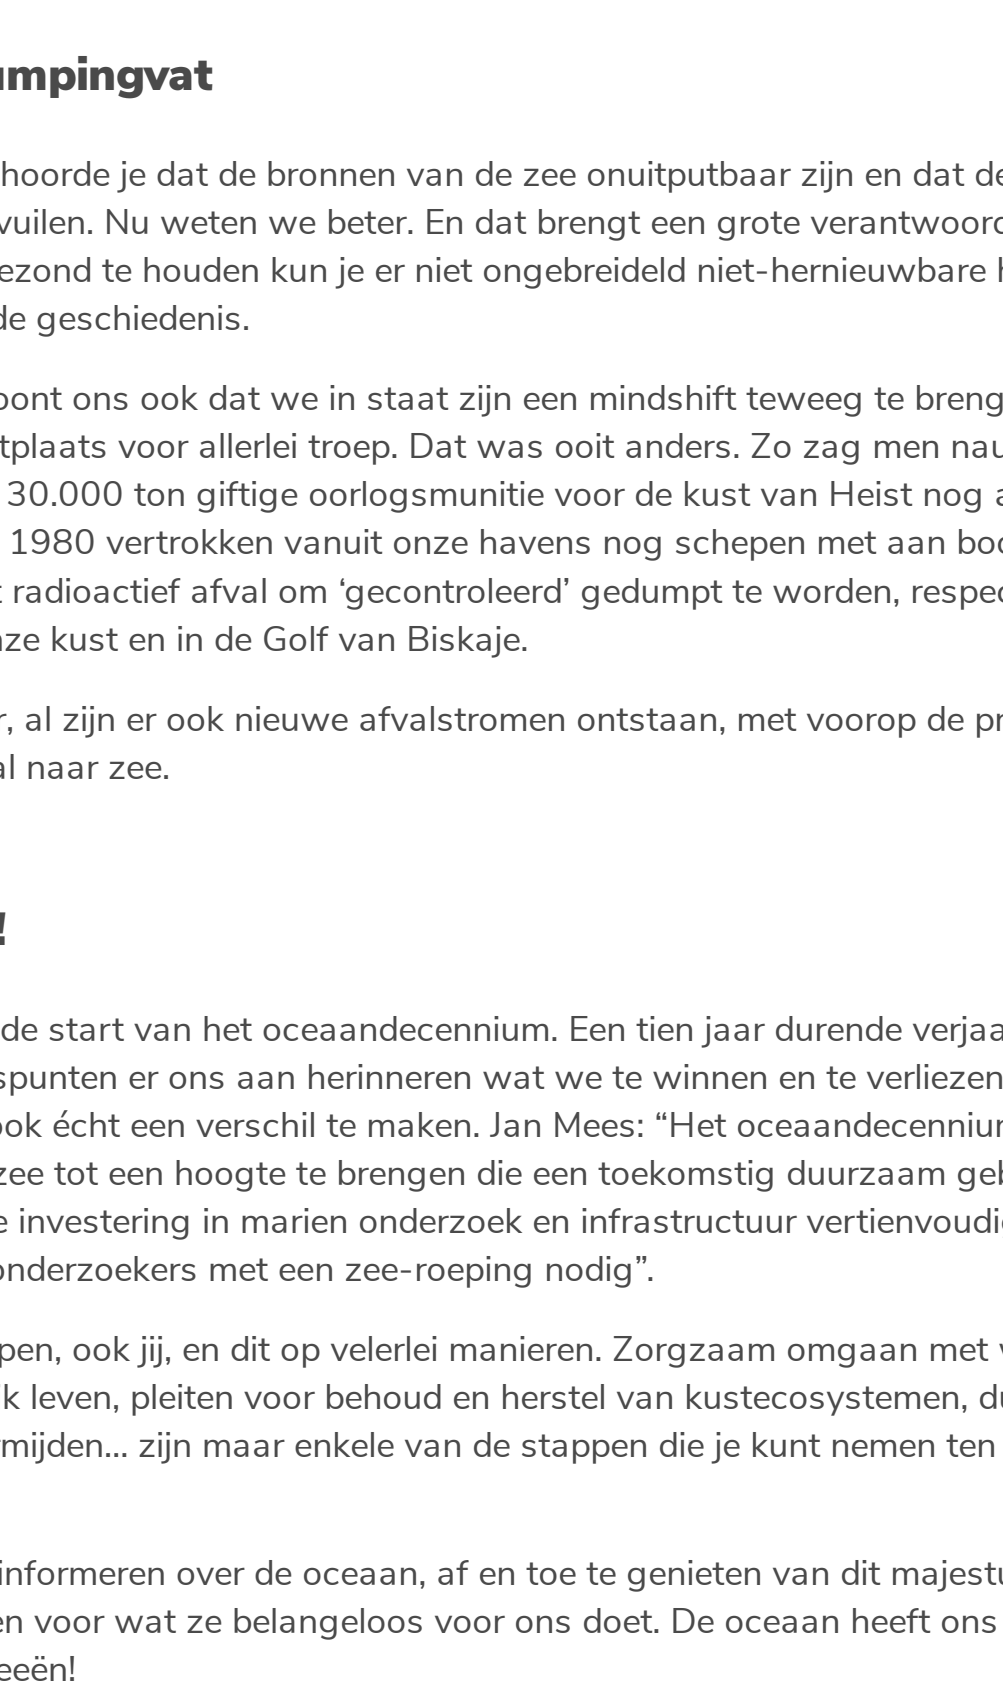 umpingvat
hoorde je dat de bronnen van de zee onuitputbaar zijn en dat de
vuilen. Nu weten we beter. En dat brengt een grote verantwoord
ezond te houden kun je er niet ongebreideld niet-hernieuwbare
de geschiedenis.
oont ons ook dat we in staat zijn een mindshift teweeg te breng
tplaats voor allerlei troep. Dat was ooit anders. Zo zag men nau
30.000 ton giftige oorlogsmunitie voor de kust van Heist nog a
1980 vertrokken vanuit onze havens nog schepen met aan boo
t radioactief afval om ‘gecontroleerd’ gedumpt te worden, respec
nze kust en in de Golf van Biskaje.
r, al zijn er ook nieuwe afvalstromen ontstaan, met voorop de pr
al naar zee.
!
de start van het oceaandecennium. Een tien jaar durende verjaa
spunten er ons aan herinneren wat we te winnen en te verliezen
ook écht een verschil te maken. Jan Mees: “Het oceaandecennium
zee tot een hoogte te brengen die een toekomstig duurzaam geb
e investering in marien onderzoek en infrastructuur vertienvoudig
onderzoekers met een zee-roeping nodig”.
pen, ook jij, en dit op velerlei manieren. Zorgzaam omgaan met
k leven, pleiten voor behoud en herstel van kustecosystemen, du
rmijden… zijn maar enkele van de stappen die je kunt nemen ten
informeren over de oceaan, af en toe te genieten van dit majestu
en voor wat ze belangeloos voor ons doet. De oceaan heeft ons
eeën!